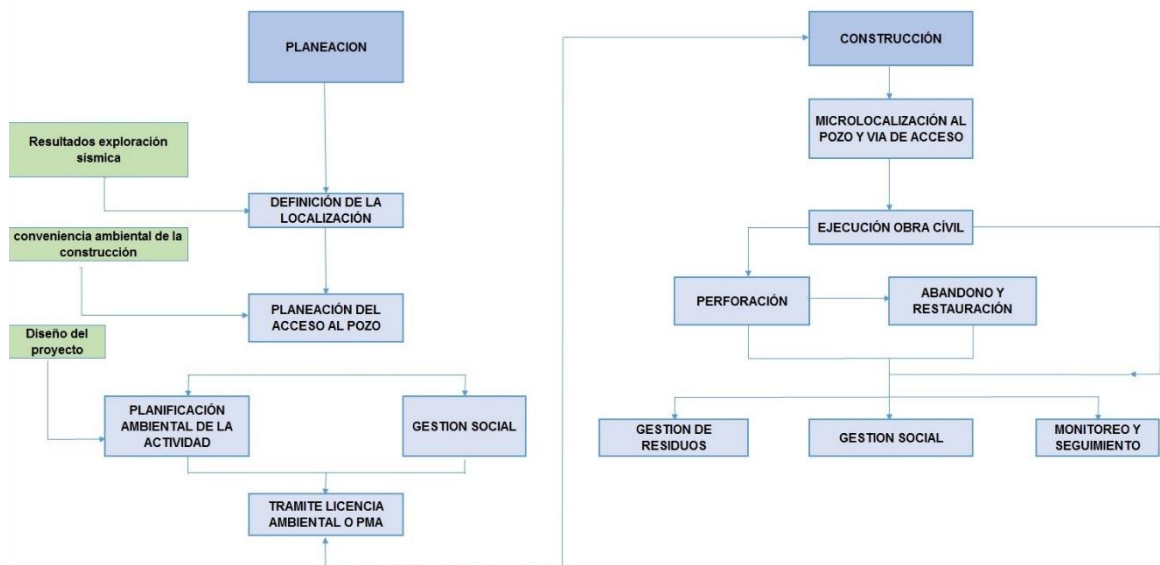 PLANEACION
Resultados exploración
sísmica
DEFINICIÓN DE LA
LOCALIZACIÓN
conveniencia ambiental de la
construcción
PLANEACIÓN DEL
ACCESO AL POZO
Diseño del
proyecto
PLANIFICACIÓN
AMBIENTAL DE LA
ACTIVIDAD
GESTION SOCIAL
TRAMITE LICENCIA
AMBIENTAL O PMA
CONSTRUCCIÓN
MICROLOCALIZACIÓN AL
POZO Y VIA DE ACCESO
EJECUCIÓN OBRA CÍVIL
PERFORACIÓN
ABANDONO Y
RESTAURACIÓN
GESTION DE
RESIDUOS
GESTION SOCIAL
MONITOREO Y
SEGUIMIENTO